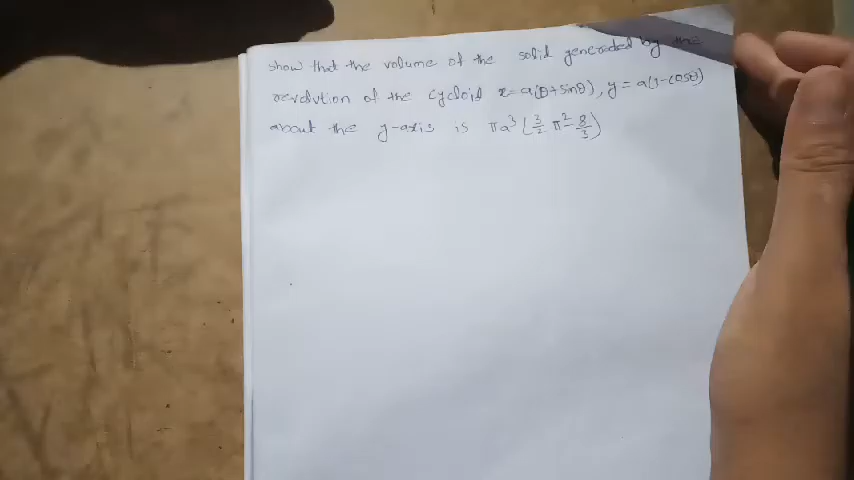 show that the volume of the solid generated by the
revolution of the cycloid x=a(θ+sinθ), y=a(1-cosθ)
about the y-axis is πa³(3/2 π²-8/3)